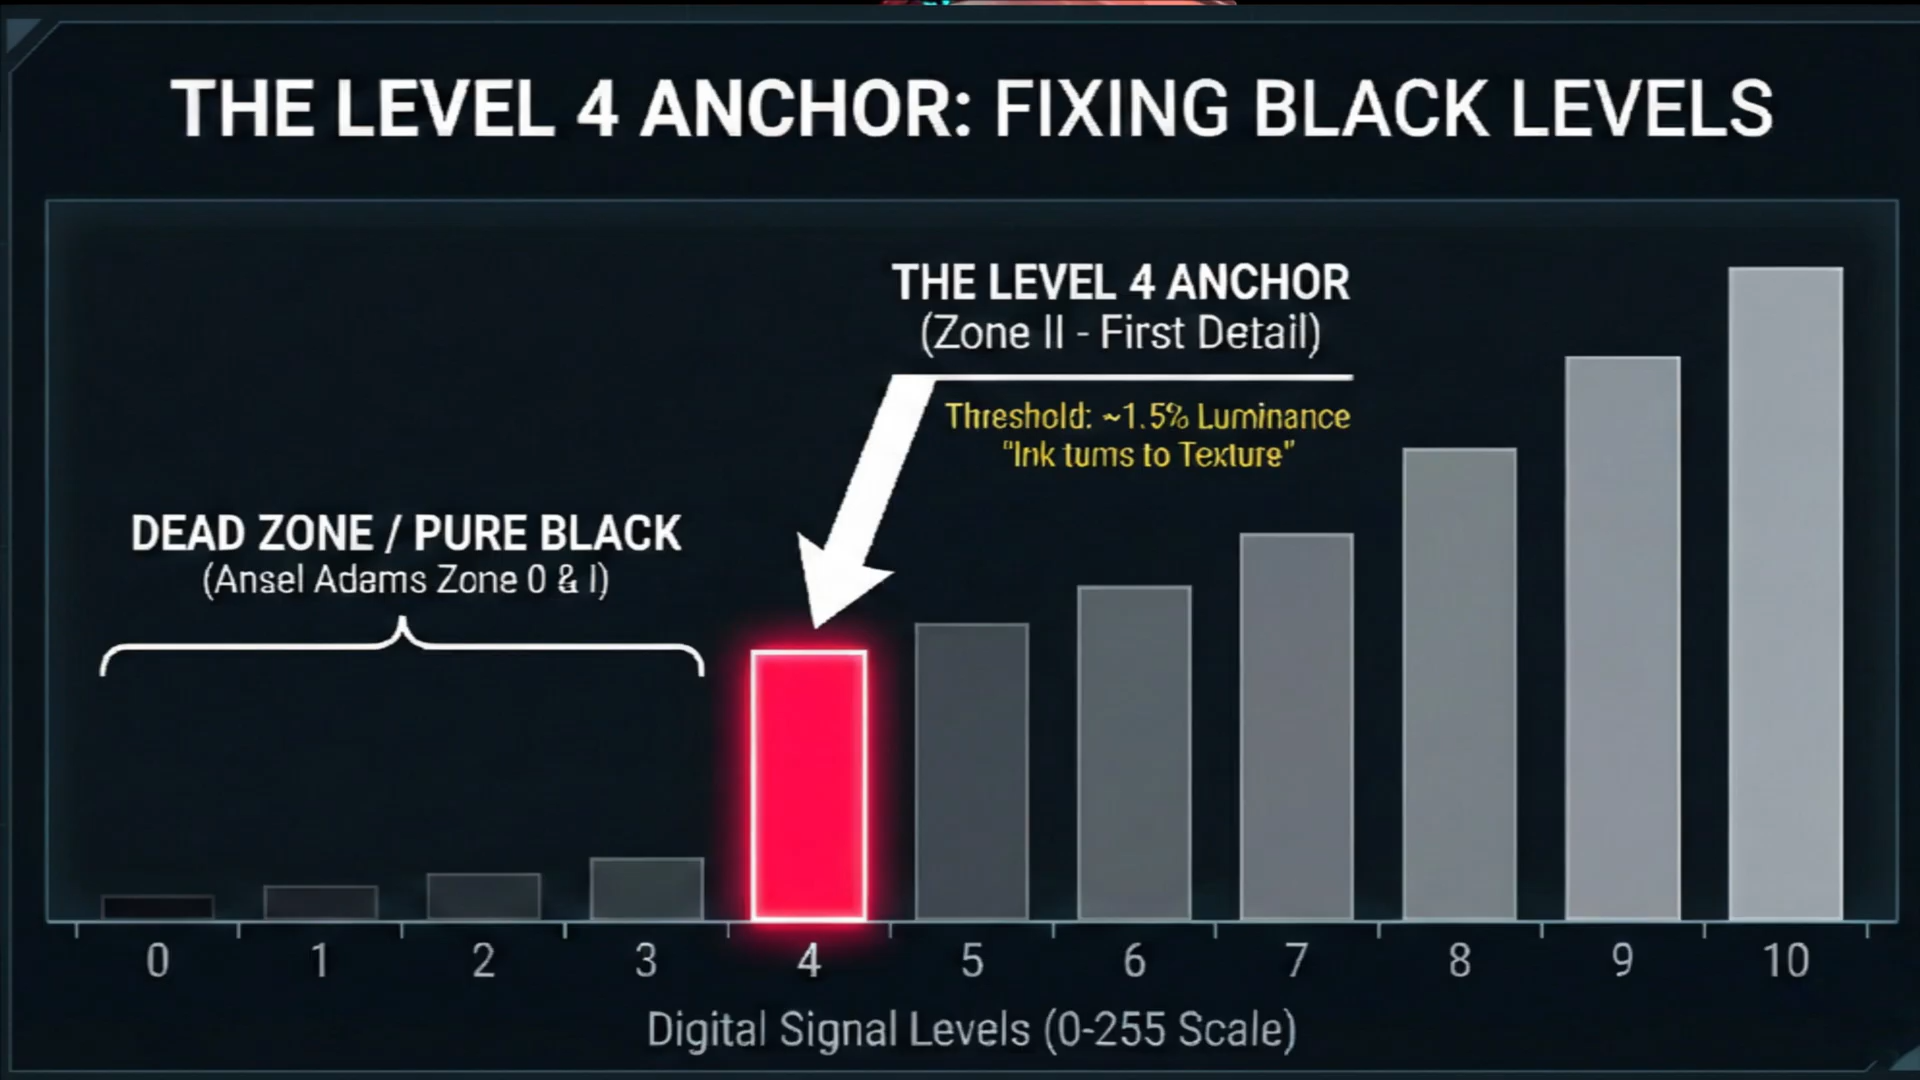 THE LEVEL 4 ANCHOR: FIXING BLACK LEVELS
THE LEVEL 4 ANCHOR
(Zone II - First Detail)
Threshold: ~1.5% Luminance
"Ink tums to Texture"
DEAD ZONE / PURE BLACK
(Ansel Adams Zone 0 & I)
0 1 2 3 4 5 6 7 8 9 10
Digital Signal Levels (0-255 Scale)